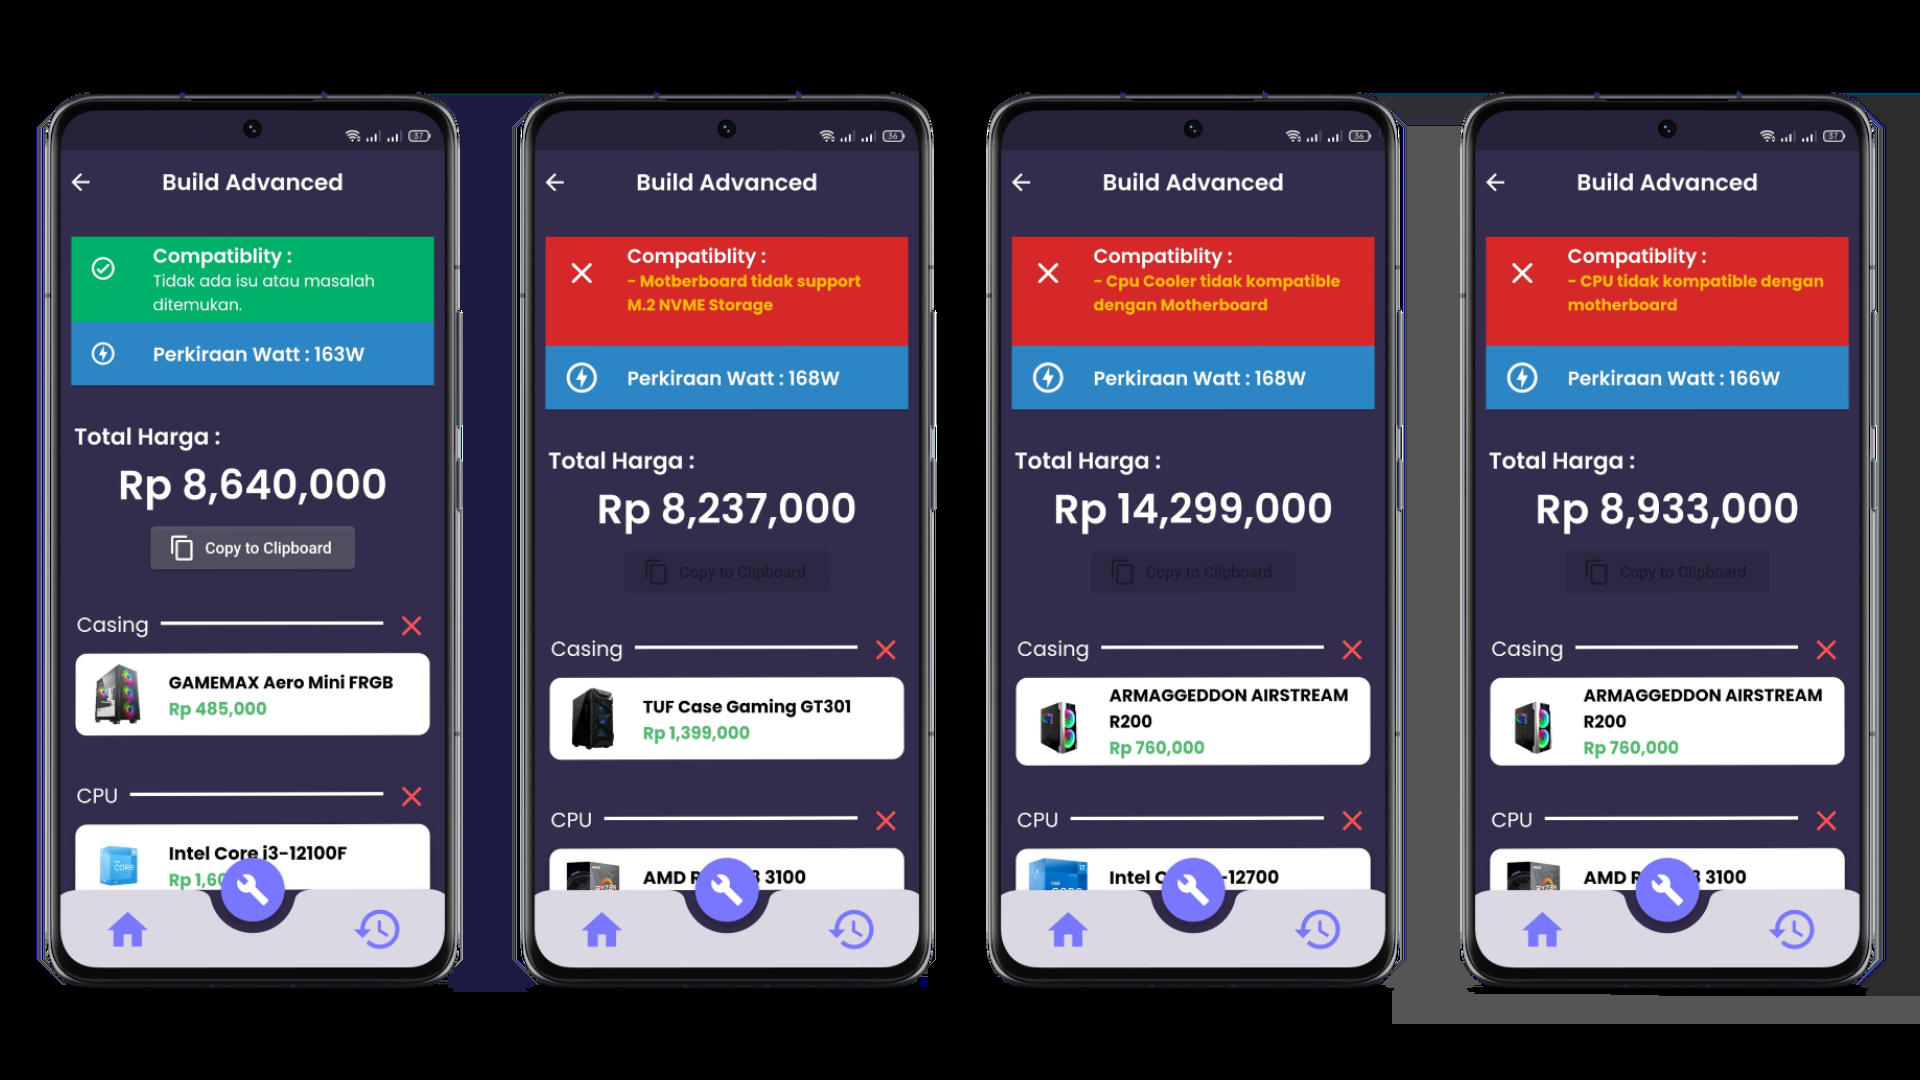 37
Build Advanced
Compatiblity :
Tidak ada isu atau masalah
ditemukan.
Perkiraan Watt : 163W
Total Harga :
Rp 8,640,000
Copy to Clipboard
Casing
GAMEMAX Aero Mini FRGB
Rp 485,000
CPU
Intel Core i3-12100F
Rp 1,60
36
Build Advanced
Compatiblity :
- Motberboard tidak support
M.2 NVME Storage
Perkiraan Watt : 168W
Total Harga :
Rp 8,237,000
Copy to Clipboard
Casing
TUF Case Gaming GT301
Rp 1,399,000
CPU
AMD R 3 3100
36
Build Advanced
Compatiblity :
- Cpu Cooler tidak kompatible
dengan Motherboard
Perkiraan Watt : 168W
Total Harga :
Rp 14,299,000
Copy to Clipboard
Casing
ARMAGGEDDON AIRSTREAM
R200
Rp 760,000
CPU
Intel C -12700
37
Build Advanced
Compatiblity :
- CPU tidak kompatible dengan
motherboard
Perkiraan Watt : 166W
Total Harga :
Rp 8,933,000
Copy to Clipboard
Casing
ARMAGGEDDON AIRSTREAM
R200
Rp 760,000
CPU
AMD R 3 3100